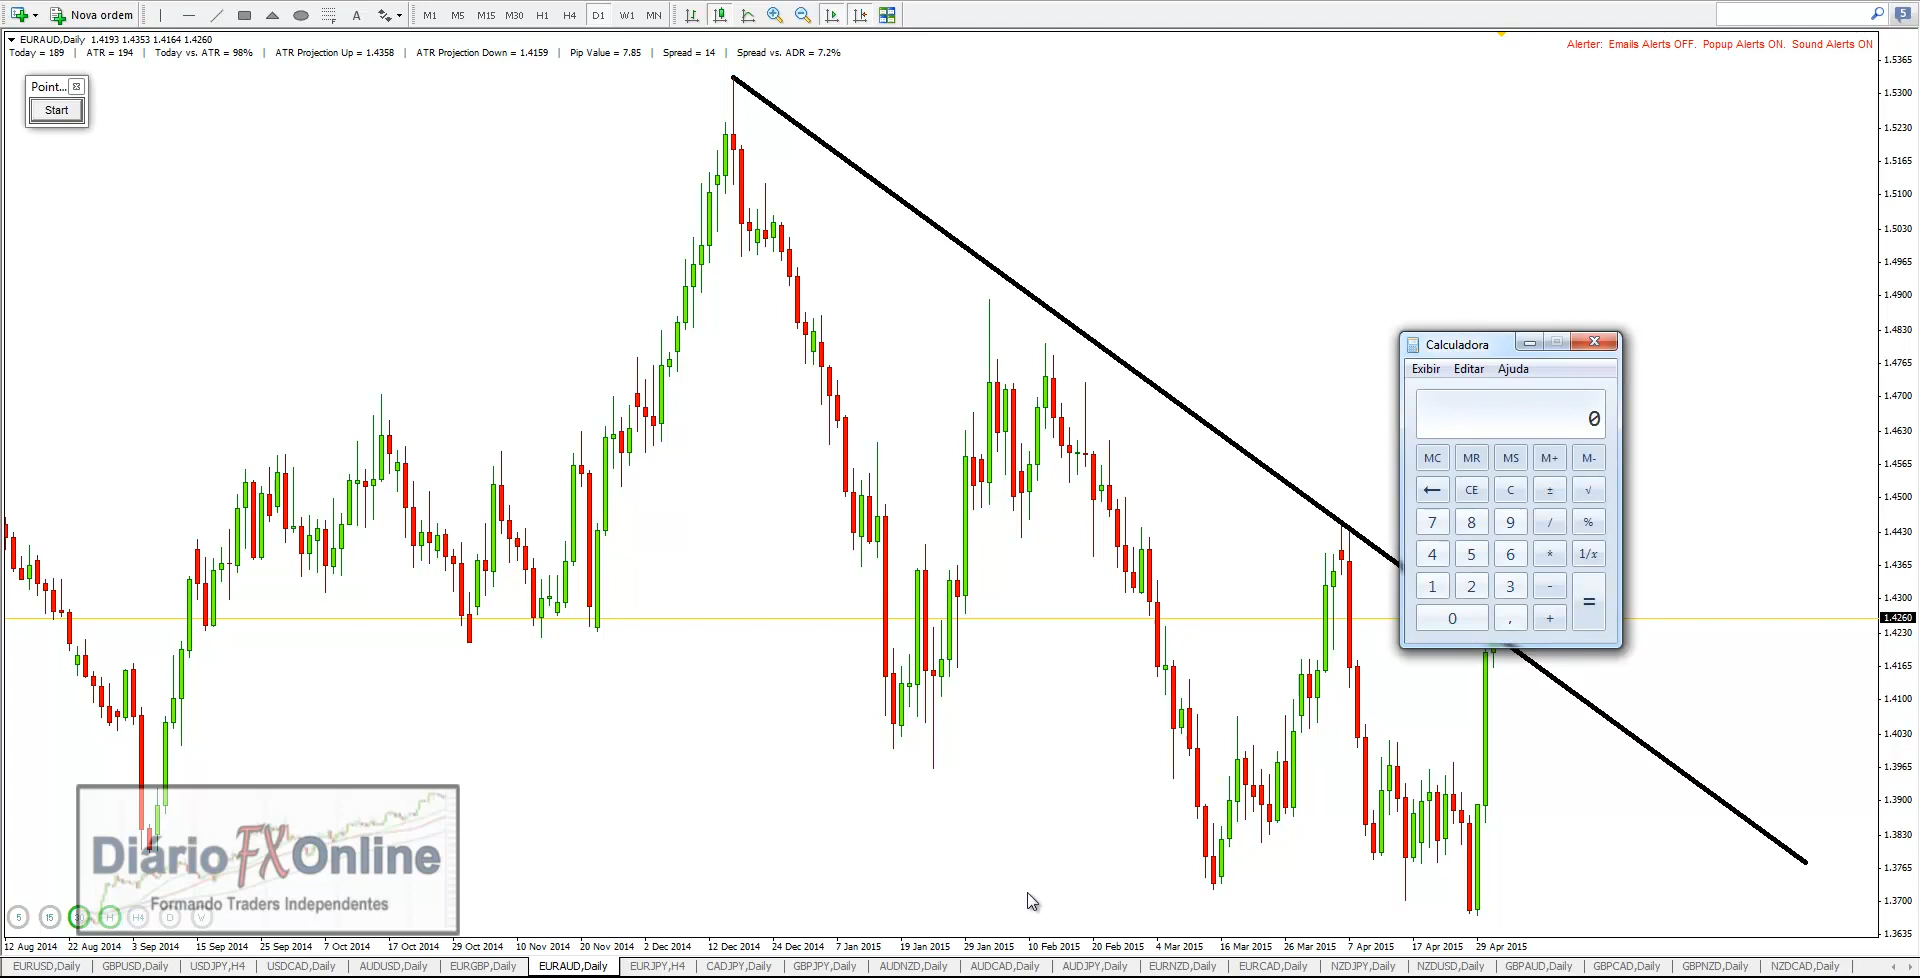 Nova ordem
A
M1 M5 M15 M30 H1 H4 D1 W1 MN
5
EURAUD,Daily 1.4193 1.4353 1.4164 1.4260
Today = 189 | ATR = 194 | Today vs. ATR = 98% | ATR Projection Up = 1.4358 | ATR Projection Down = 1.4159 | Pip Value = 7.85 | Spread = 14 | Spread vs. ADR = 7.2%
Alerter: Emails Alerts OFF. Popup Alerts ON. Sound Alerts ON
Point...
Start
1.5365
1.5300
1.5230
1.5165
1.5100
1.5030
1.4965
1.4900
1.4830
1.4765
1.4700
1.4630
1.4565
1.4500
1.4430
1.4365
1.4300
1.4260
1.4230
1.4165
1.4100
1.4030
1.3965
1.3900
1.3830
1.3765
1.3700
1.3635
Calculadora
Exibir Editar Ajuda
0
MC MR MS M+ M-
← CE C ± √
7 8 9 / %
4 5 6 * 1/x
1 2 3 - =
0 , +
Diário FX Online
Formando Traders Independentes
5 15 30 H H4 D W
12 Aug 2014 22 Aug 2014 3 Sep 2014 15 Sep 2014 25 Sep 2014 7 Oct 2014 17 Oct 2014 29 Oct 2014 10 Nov 2014 20 Nov 2014 2 Dec 2014 12 Dec 2014 24 Dec 2014 7 Jan 2015 19 Jan 2015 29 Jan 2015 10 Feb 2015 20 Feb 2015 4 Mar 2015 16 Mar 2015 26 Mar 2015 7 Apr 2015 17 Apr 2015 29 Apr 2015
EURUSD,Daily GBPUSD,Daily USDJPY,H4 USDCAD,Daily AUDUSD,Daily EURGBP,Daily EURAUD,Daily EURJPY,H4 CADJPY,Daily GBPJPY,Daily AUDNZD,Daily AUDCAD,Daily AUDJPY,Daily EURNZD,Daily EURCAD,Daily NZDJPY,Daily NZDUSD,Daily GBPAUD,Daily GBPCAD,Daily GBPNZD,Daily NZDCAD,Daily